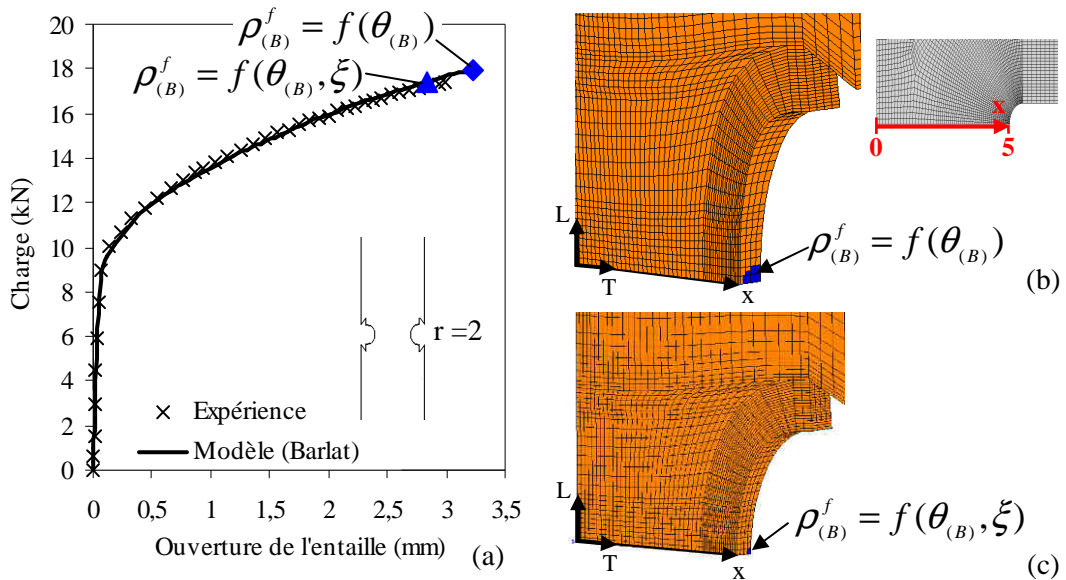 ρ^f_(B) = f(θ_(B))
ρ^f_(B) = f(θ_(B), ξ)
20
18
16
14
12
10
8
6
4
2
0
Charge (kN)
r =2
Expérience
Modèle (Barlat)
0 0,5 1 1,5 2 2,5 3 3,5
Ouverture de l'entaille (mm)
(a)
x
0 5
L
T
x
ρ^f_(B) = f(θ_(B))
(b)
L
T
x
ρ^f_(B) = f(θ_(B), ξ)
(c)